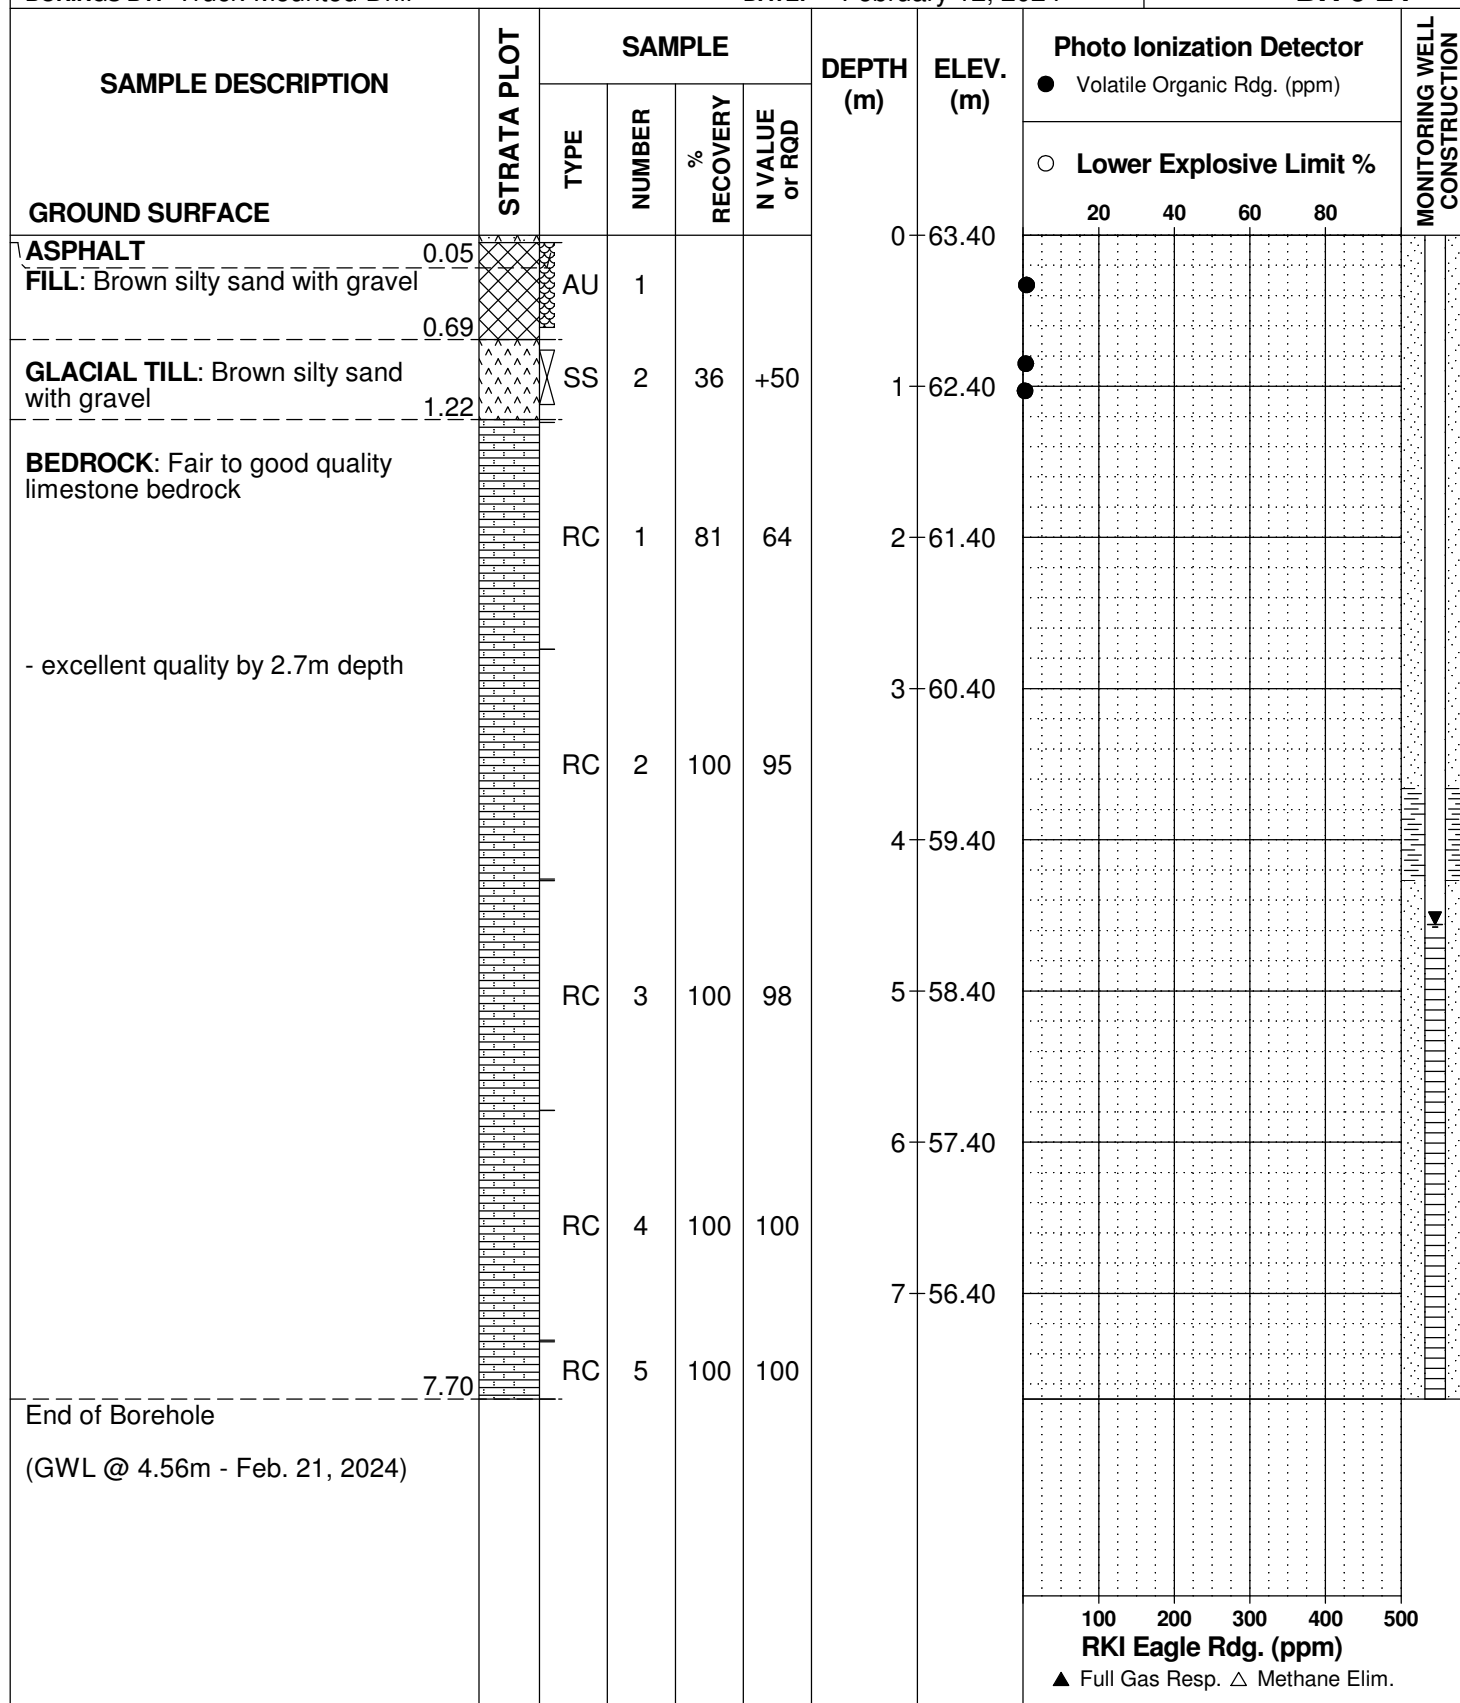 SAMPLE DESCRIPTION
GROUND SURFACE
STRATA PLOT
SAMPLE
TYPE
NUMBER
%
RECOVERY
N VALUE
or RQD
DEPTH
(m)
ELEV.
(m)
Photo Ionization Detector
● Volatile Organic Rdg. (ppm)
○ Lower Explosive Limit %
20 40 60 80
MONITORING WELL
CONSTRUCTION
0 63.40
ASPHALT 0.05
FILL: Brown silty sand with gravel
AU 1
0.69
GLACIAL TILL: Brown silty sand
with gravel
SS 2 36 +50
1 62.40
1.22
BEDROCK: Fair to good quality
limestone bedrock
RC 1 81 64
2 61.40
- excellent quality by 2.7m depth
3 60.40
RC 2 100 95
4 59.40
RC 3 100 98
5 58.40
6 57.40
RC 4 100 100
7 56.40
RC 5 100 100
7.70
End of Borehole
(GWL @ 4.56m - Feb. 21, 2024)
100 200 300 400 500
RKI Eagle Rdg. (ppm)
▲ Full Gas Resp. △ Methane Elim.